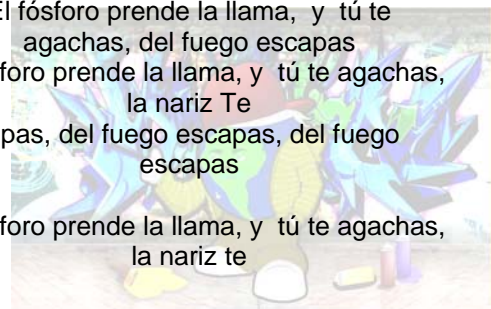 El fósforo prende la llama, y tú te
agachas, del fuego escapas
foro prende la llama, y tú te agachas,
la nariz Te
pas, del fuego escapas, del fuego
escapas
foro prende la llama, y tú te agachas,
la nariz te